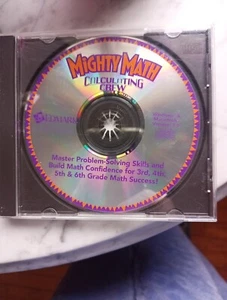 MIGHTY MATH
CALCULATING
CREW
EDMARK
Master Problem-Solving Skills and
Build Math Confidence for 3rd, 4th,
5th & 6th Grade Math Success!